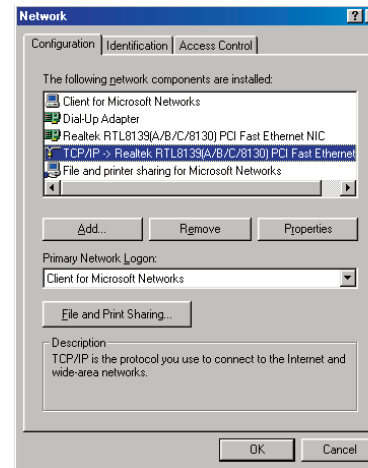 Network
Configuration Identification Access Control
The following network components are installed:
Client for Microsoft Networks
Dial-Up Adapter
Realtek RTL8139(A/B/C/8130) PCI Fast Ethernet NIC
TCP/IP -> Realtek RTL8139(A/B/C/8130) PCI Fast Ethernet
File and printer sharing for Microsoft Networks
Add... Remove Properties
Primary Network Logon:
Client for Microsoft Networks
File and Print Sharing...
Description
TCP/IP is the protocol you use to connect to the Internet and
wide-area networks.
OK Cancel